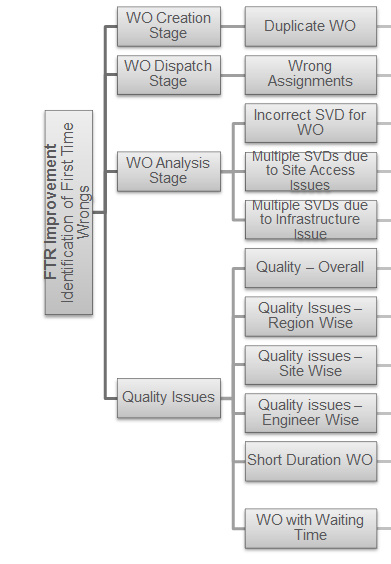 FTR Improvement
Identification of First Time
Wrongs
WO Creation
Stage
Duplicate WO
WO Dispatch
Stage
Wrong
Assignments
WO Analysis
Stage
Incorrect SVD for
WO
Multiple SVDs due
to Site Access
Issues
Multiple SVDs due
to Infrastructure
Issue
Quality Issues
Quality – Overall
Quality Issues –
Region Wise
Quality issues –
Site Wise
Quality issues –
Engineer Wise
Short Duration WO
WO with Waiting
Time